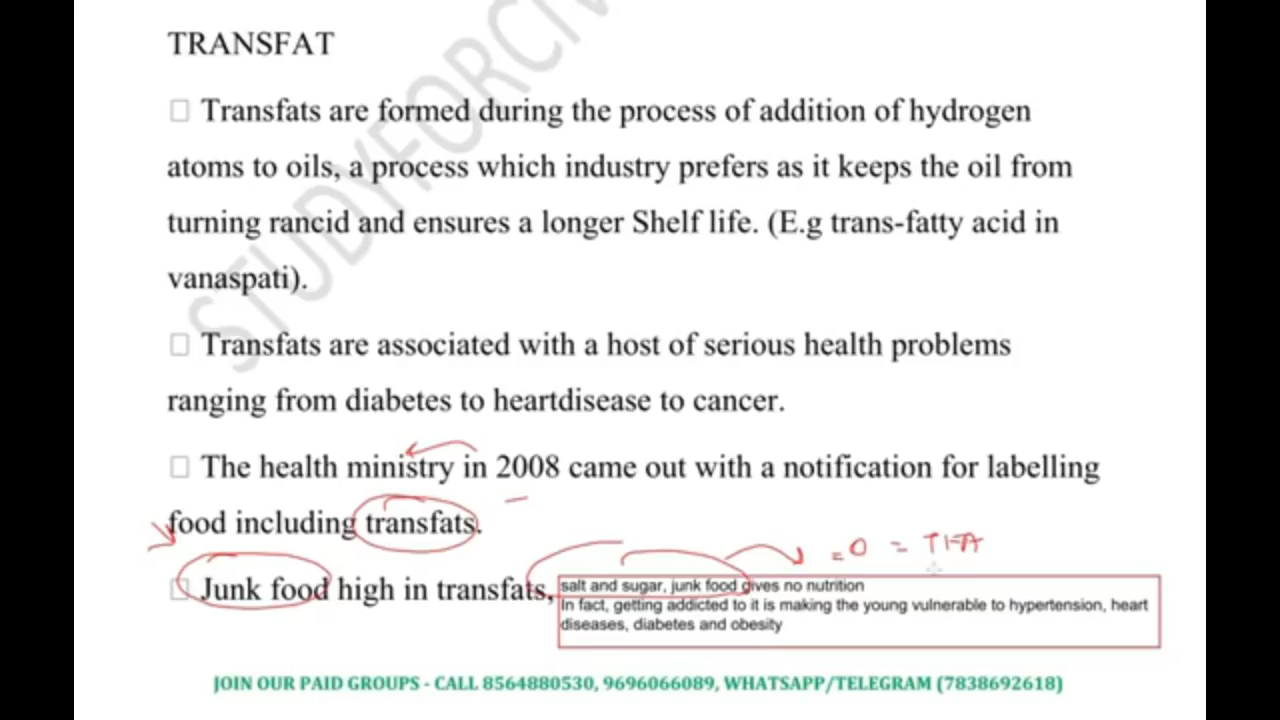 TRANSFAT
Transfats are formed during the process of addition of hydrogen
atoms to oils, a process which industry prefers as it keeps the oil from
turning rancid and ensures a longer Shelf life. (E.g trans-fatty acid in
vanaspati).
Transfats are associated with a host of serious health problems
ranging from diabetes to heartdisease to cancer.
The health ministry in 2008 came out with a notification for labelling
food including transfats.
= 0 = TFA
Junk food high in transfats, salt and sugar, junk food gives no nutrition
In fact, getting addicted to it is making the young vulnerable to hypertension, heart
diseases, diabetes and obesity
JOIN OUR PAID GROUPS - CALL 8564880530, 9696066089, WHATSAPP/TELEGRAM (7838692618)
STUDYFORCIV